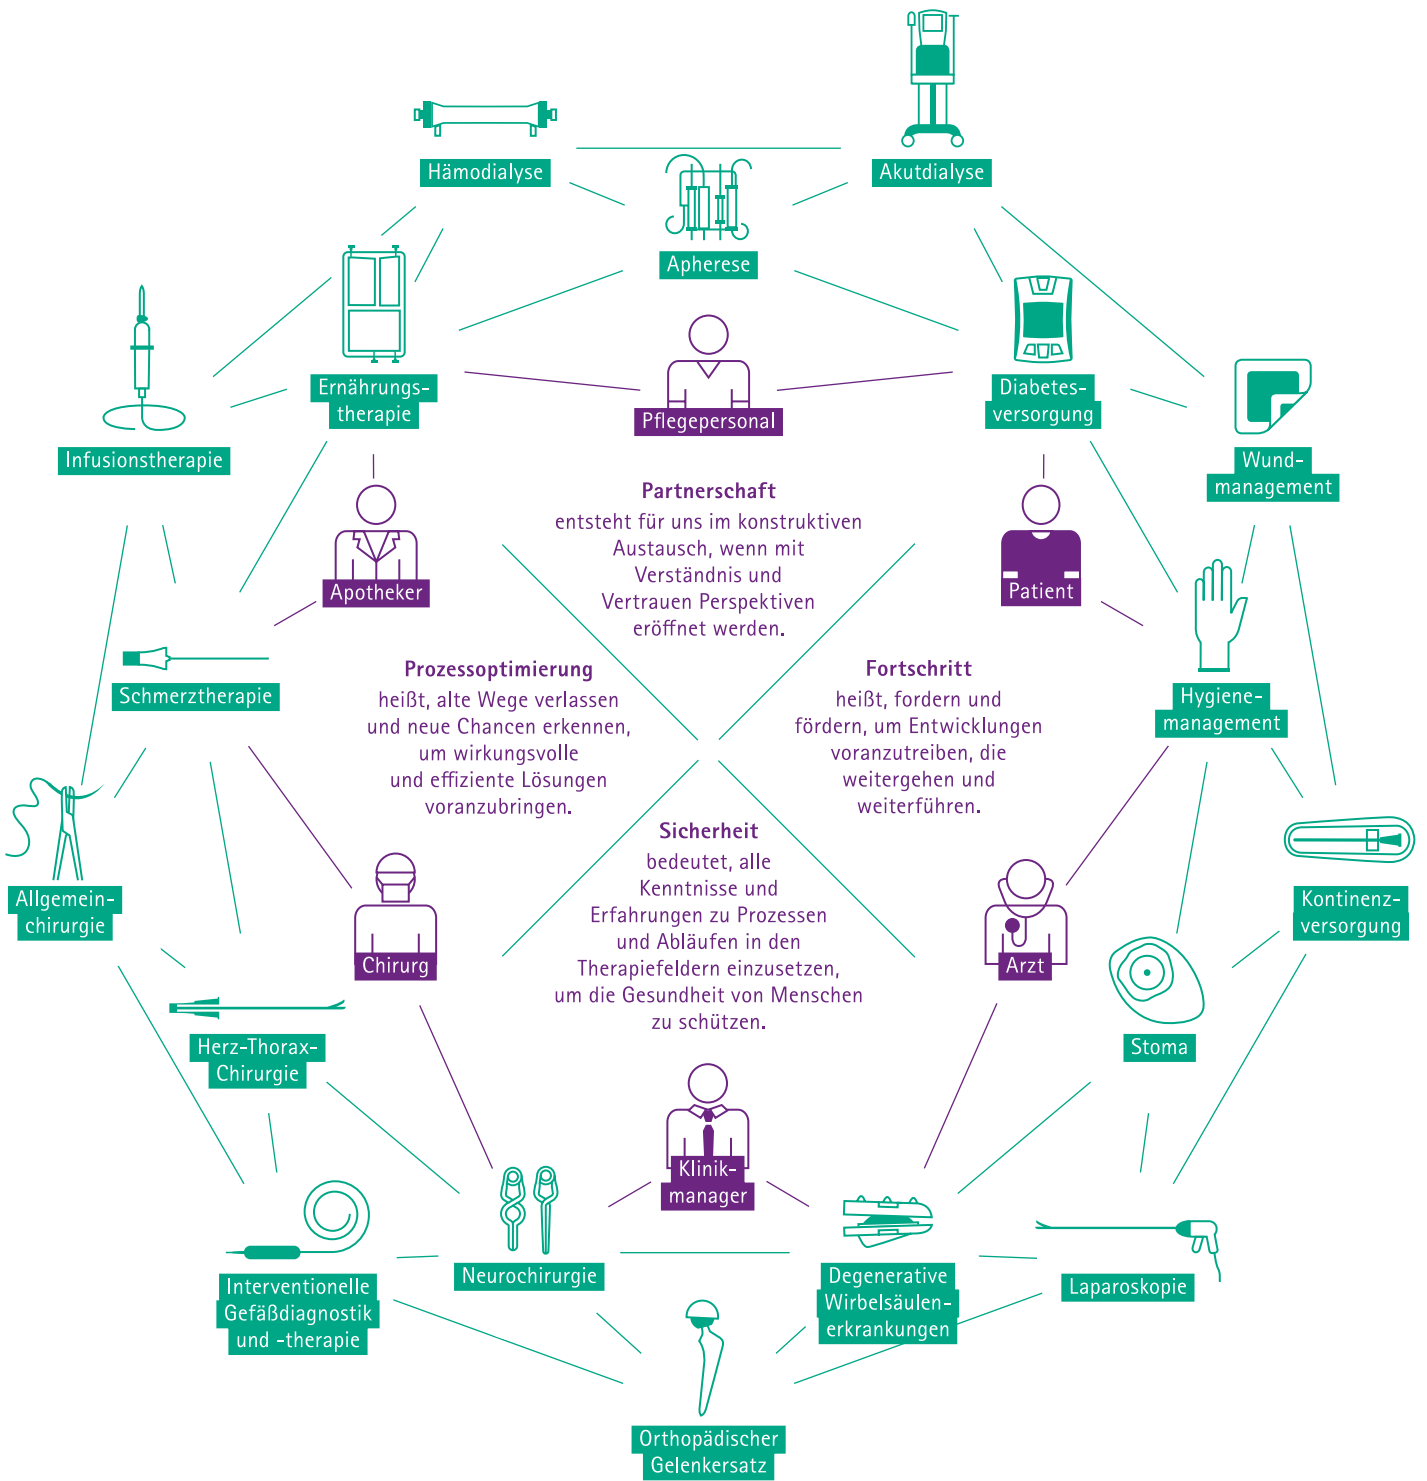 Hämodialyse
Akutdialyse
Apherese
Ernährungs-
therapie
Diabetes-
versorgung
Pflegepersonal
Infusionstherapie
Wund-
management
Partnerschaft
entsteht für uns im konstruktiven
Austausch, wenn mit
Verständnis und
Vertrauen Perspektiven
eröffnet werden.
Apotheker
Patient
Prozessoptimierung
heißt, alte Wege verlassen
und neue Chancen erkennen,
um wirkungsvolle
und effiziente Lösungen
voranzubringen.
Fortschritt
heißt, fordern und
fördern, um Entwicklungen
voranzutreiben, die
weitergehen und
weiterführen.
Schmerztherapie
Hygiene-
management
Sicherheit
bedeutet, alle
Kenntnisse und
Erfahrungen zu Prozessen
und Abläufen in den
Therapiefeldern einzusetzen,
um die Gesundheit von Menschen
zu schützen.
Allgemein-
chirurgie
Kontinenz-
versorgung
Chirurg
Arzt
Herz-Thorax-
Chirurgie
Stoma
Klinik-
manager
Interventionelle
Gefäßdiagnostik
und -therapie
Neurochirurgie
Degenerative
Wirbelsäulen-
erkrankungen
Laparoskopie
Orthopädischer
Gelenkersatz